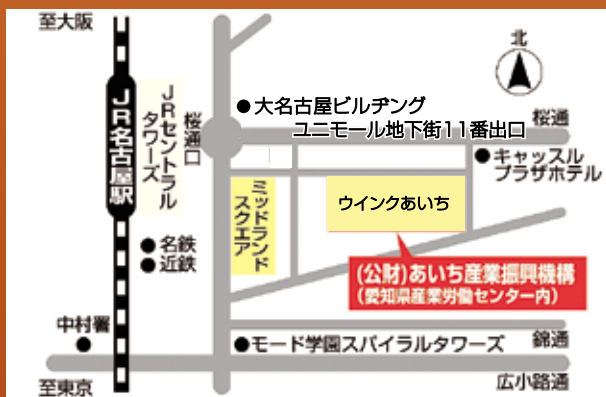 至大阪
北
JR名古屋駅
JRセントラル
タワーズ
桜通口
●大名古屋ビルヂング
ユニモール地下街11番出口
桜通
●キャッスル
プラザホテル
ミッドランド
スクエア
ウインクあいち
●名鉄
●近鉄
(公財)あいち産業振興機構
(愛知県産業労働センター内)
中村署
●モード学園スパイラルタワーズ
錦通
広小路通
至東京